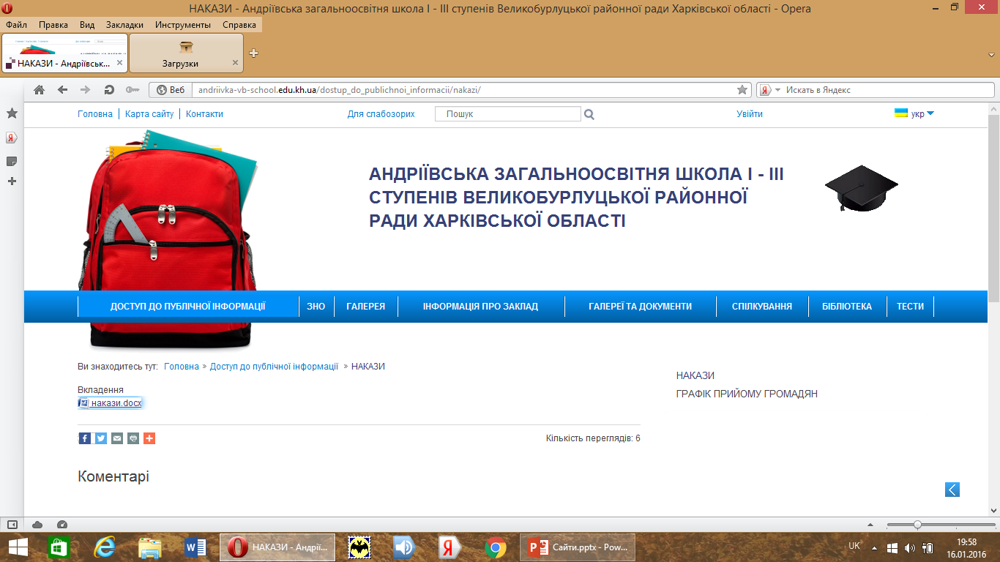 НАКАЗИ - Андріївська загальноосвітня школа І - ІІІ ступенів Великобурлуцької районної ради Харківської області - Opera
Файл Правка Вид Закладки Инструменты Справка
НАКАЗИ - Андріївськ...
Загрузки
Веб
andriivka-vb-school.edu.kh.ua/dostup_do_publichnoi_informacii/nakazi/
Искать в Яндекс
Головна Карта сайту Контакти Для слабозорих Пошук Увійти укр
АНДРІЇВСЬКА ЗАГАЛЬНООСВІТНЯ ШКОЛА І - ІІІ
СТУПЕНІВ ВЕЛИКОБУРЛУЦЬКОЇ РАЙОННОЇ
РАДИ ХАРКІВСЬКОЇ ОБЛАСТІ
ДОСТУП ДО ПУБЛІЧНОЇ ІНФОРМАЦІЇ ЗНО ГАЛЕРЕЯ ІНФОРМАЦІЯ ПРО ЗАКЛАД ГАЛЕРЕЇ ТА ДОКУМЕНТИ СПІЛКУВАННЯ БІБЛІОТЕКА ТЕСТИ
Ви знаходитесь тут: Головна » Доступ до публічної інформації » НАКАЗИ
Вкладення
накази.docx
Кількість переглядів: 6
Коментарі
НАКАЗИ
ГРАФІК ПРИЙОМУ ГРОМАДЯН
НАКАЗИ - Андрії...
Сайти.pptx - Pow...
UK
19:58
16.01.2016